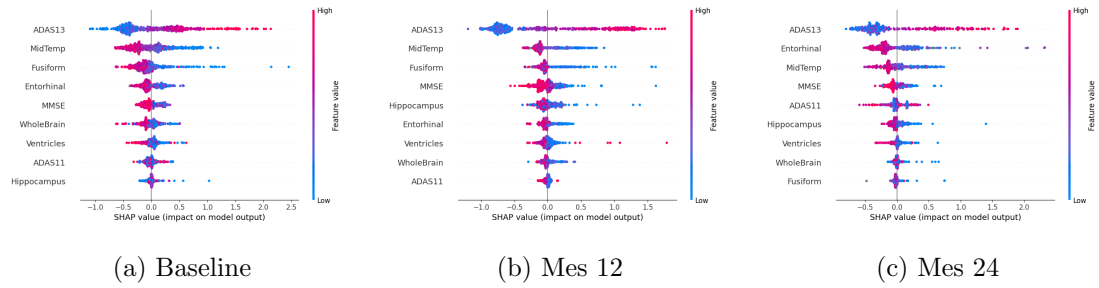 High
ADAS13
MidTemp
Fusiform
Entorhinal
MMSE
WholeBrain
Ventricles
ADAS11
Hippocampus
Feature value
Low
−1.0 −0.5 0.0 0.5 1.0 1.5 2.0 2.5
SHAP value (impact on model output)
(a) Baseline
High
ADAS13
MidTemp
Fusiform
MMSE
Hippocampus
Entorhinal
Ventricles
WholeBrain
ADAS11
Feature value
Low
−1.0 −0.5 0.0 0.5 1.0 1.5
SHAP value (impact on model output)
(b) Mes 12
High
ADAS13
Entorhinal
MidTemp
MMSE
ADAS11
Hippocampus
Ventricles
WholeBrain
Fusiform
Feature value
Low
−0.5 0.0 0.5 1.0 1.5 2.0
SHAP value (impact on model output)
(c) Mes 24